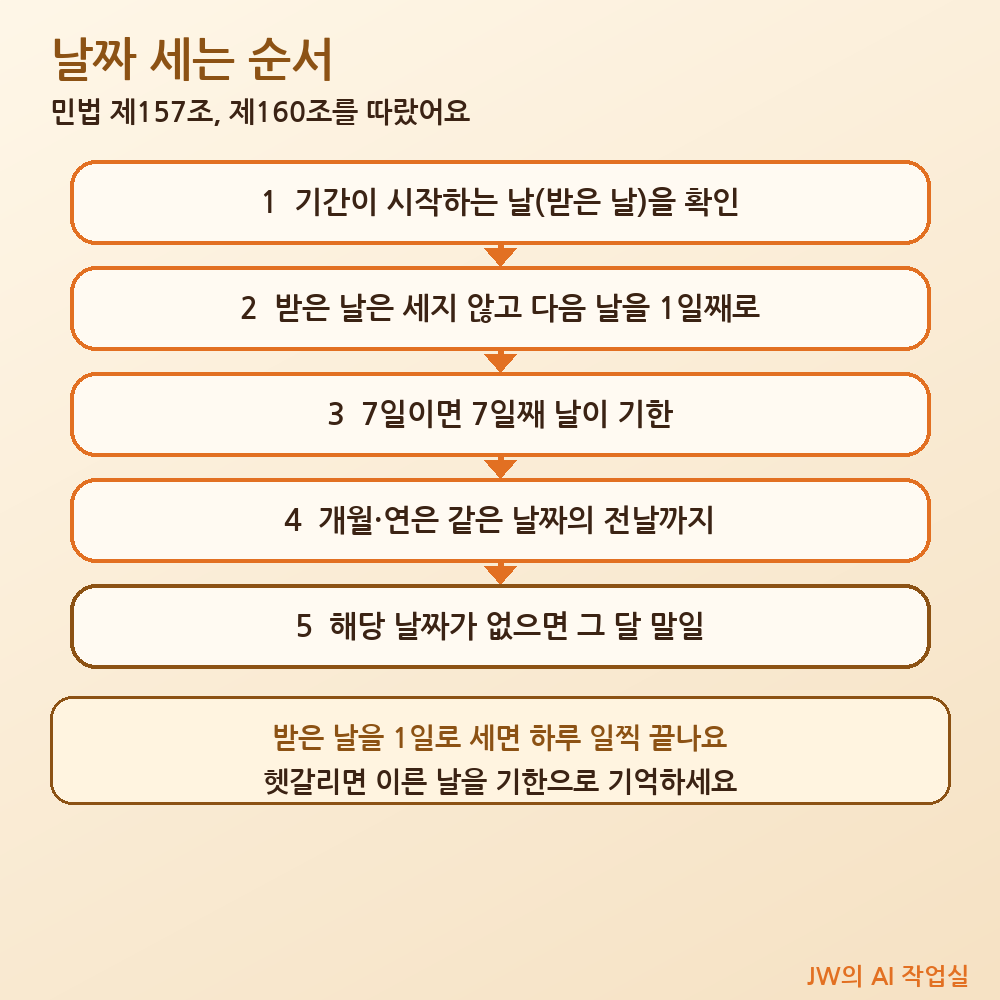 날짜 세는 순서
민법 제157조, 제160조를 따랐어요
1 기간이 시작하는 날(받은 날)을 확인
2 받은 날은 세지 않고 다음 날을 1일째로
3 7일이면 7일째 날이 기한
4 개월·연은 같은 날짜의 전날까지
5 해당 날짜가 없으면 그 달 말일
받은 날을 1일로 세면 하루 일찍 끝나요
헷갈리면 이른 날을 기한으로 기억하세요
JW의 AI 작업실